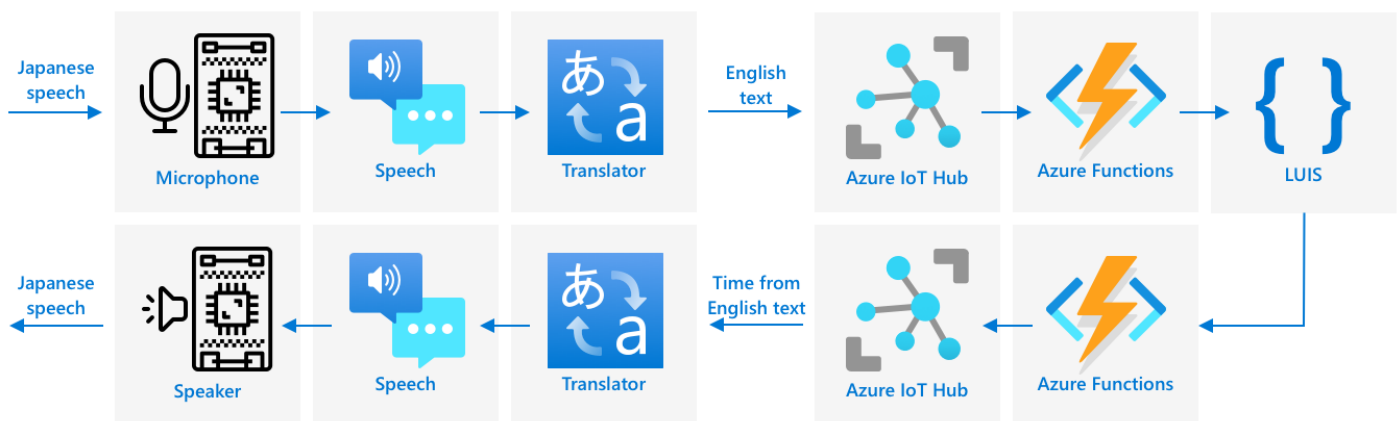 Japanese
speech
Microphone
Speech
あ
a
Translator
English
text
Azure IoT Hub
Azure Functions
{ }
LUIS
Japanese
speech
Speaker
Speech
あ
a
Translator
Time from
English text
Azure IoT Hub
Azure Functions